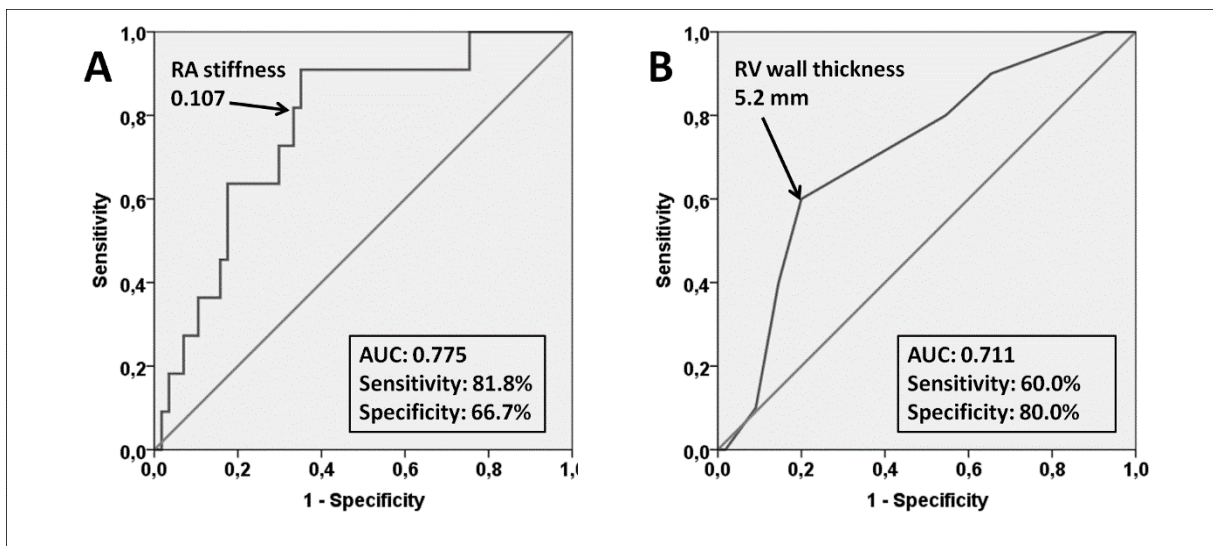 A
RA stiffness
0.107
1,0
0,8
0,6
0,4
0,2
0,0
Sensitivity
AUC: 0.775
Sensitivity: 81.8%
Specificity: 66.7%
0,0 0,2 0,4 0,6 0,8 1,0
1 - Specificity
B
RV wall thickness
5.2 mm
1,0
0,8
0,6
0,4
0,2
0,0
Sensitivity
AUC: 0.711
Sensitivity: 60.0%
Specificity: 80.0%
0,0 0,2 0,4 0,6 0,8 1,0
1 - Specificity